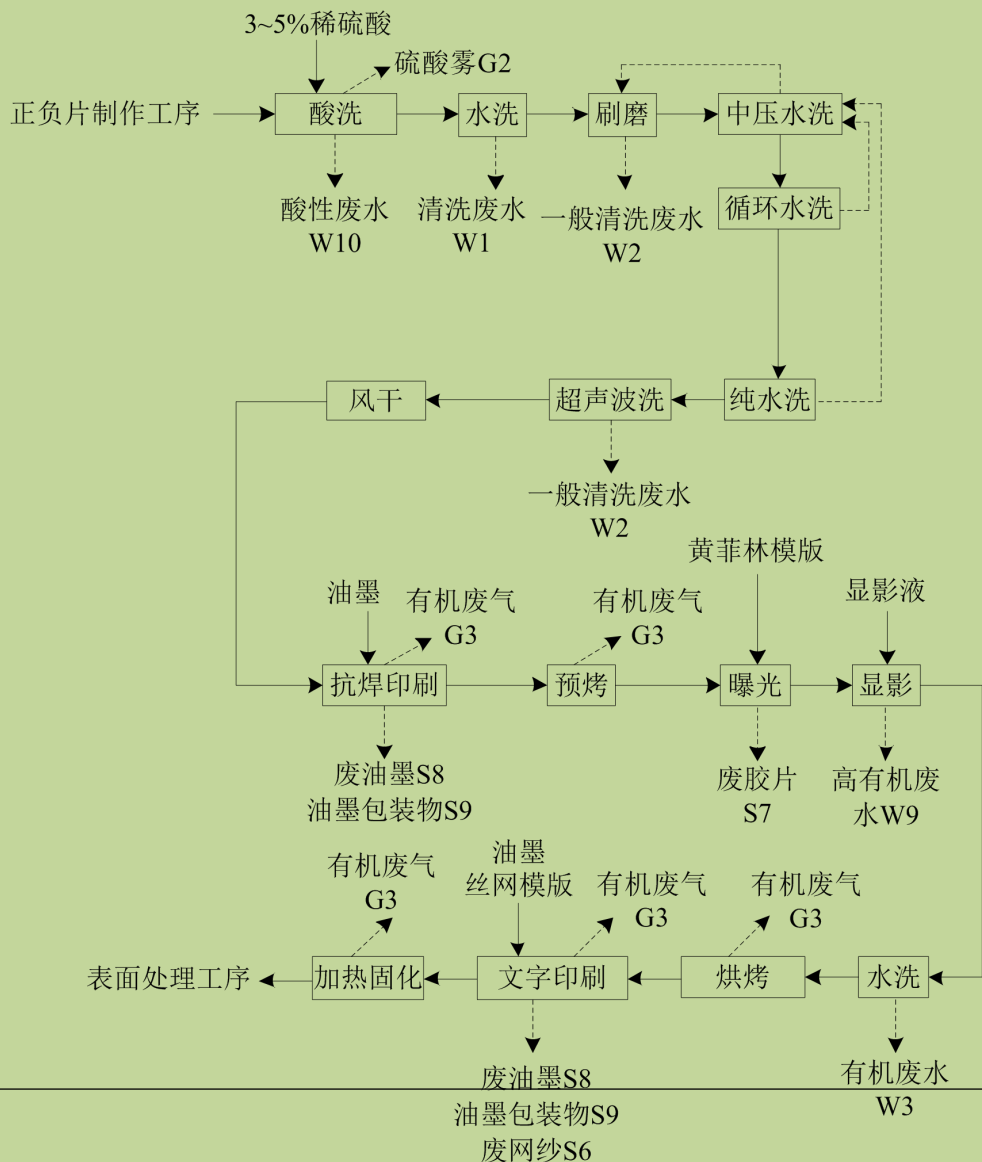 3~5%稀硫酸
硫酸雾G2
正负片制作工序
酸洗
水洗
刷磨
中压水洗
酸性废水
W10
清洗废水
W1
一般清洗废水
W2
循环水洗
风干
超声波洗
纯水洗
一般清洗废水
W2
黄菲林模版
油墨
有机废气
G3
有机废气
G3
显影液
抗焊印刷
预烤
曝光
显影
废油墨S8
油墨包装物S9
废胶片
S7
高有机废
水W9
有机废气
G3
油墨
丝网模版
有机废气
G3
有机废气
G3
表面处理工序
加热固化
文字印刷
烘烤
水洗
废油墨S8
油墨包装物S9
废网纱S6
有机废水
W3